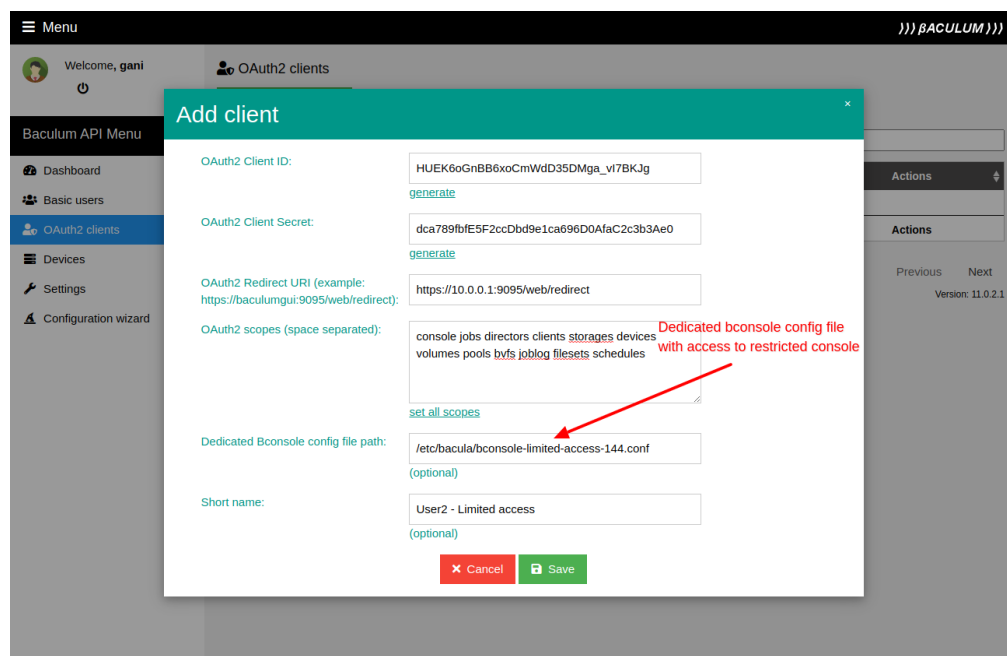 Menu
))) βACULUM )))
Welcome, gani
OAuth2 clients
Baculum API Menu
Dashboard
Basic users
OAuth2 clients
Devices
Settings
Configuration wizard
Add client
×
OAuth2 Client ID:
HUEK6oGnBB6xoCmWdD35DMga_vI7BKJg
generate
OAuth2 Client Secret:
dca789fbfE5F2ccDbd9e1ca696D0AfaC2c3b3Ae0
generate
OAuth2 Redirect URI (example:
https://baculumgui:9095/web/redirect):
https://10.0.0.1:9095/web/redirect
OAuth2 scopes (space separated):
console jobs directors clients storages devices
volumes pools bvfs joblog filesets schedules
set all scopes
Dedicated bconsole config file
with access to restricted console
Dedicated Bconsole config file path:
/etc/bacula/bconsole-limited-access-144.conf
(optional)
Short name:
User2 - Limited access
(optional)
Cancel
Save
Actions
Actions
Previous Next
Version: 11.0.2.1